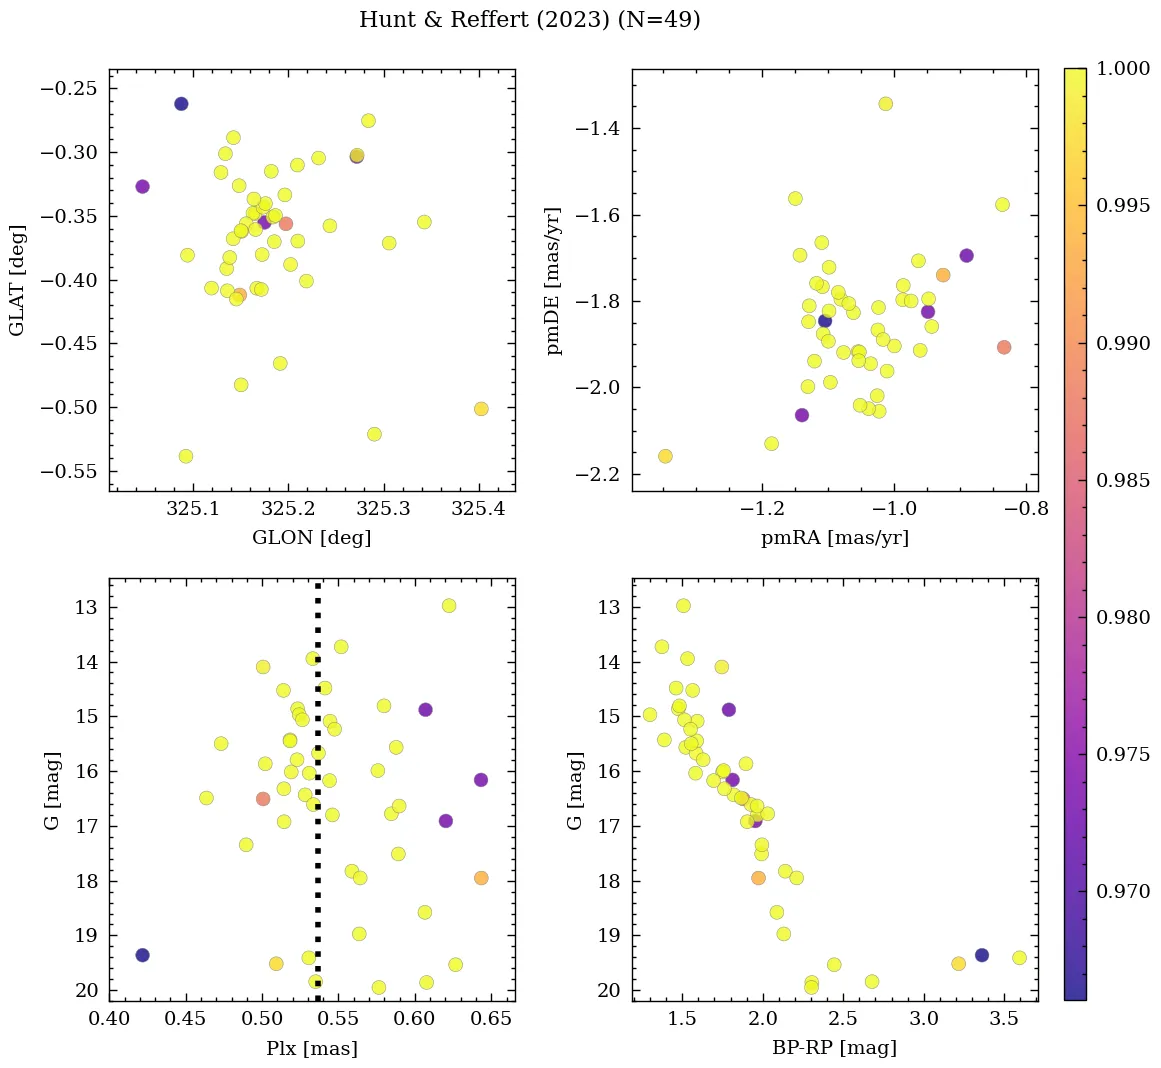 Hunt & Reffert (2023) (N=49)
−0.25
−0.30
−0.35
−0.40
−0.45
−0.50
−0.55
GLAT [deg]
325.1 325.2 325.3 325.4
GLON [deg]
−1.4
−1.6
−1.8
−2.0
−2.2
pmDE [mas/yr]
−1.2 −1.0 −0.8
pmRA [mas/yr]
1.000
0.995
0.990
0.985
0.980
0.975
0.970
13
14
15
16
17
18
19
20
G [mag]
0.40 0.45 0.50 0.55 0.60 0.65
Plx [mas]
13
14
15
16
17
18
19
20
G [mag]
1.5 2.0 2.5 3.0 3.5
BP-RP [mag]